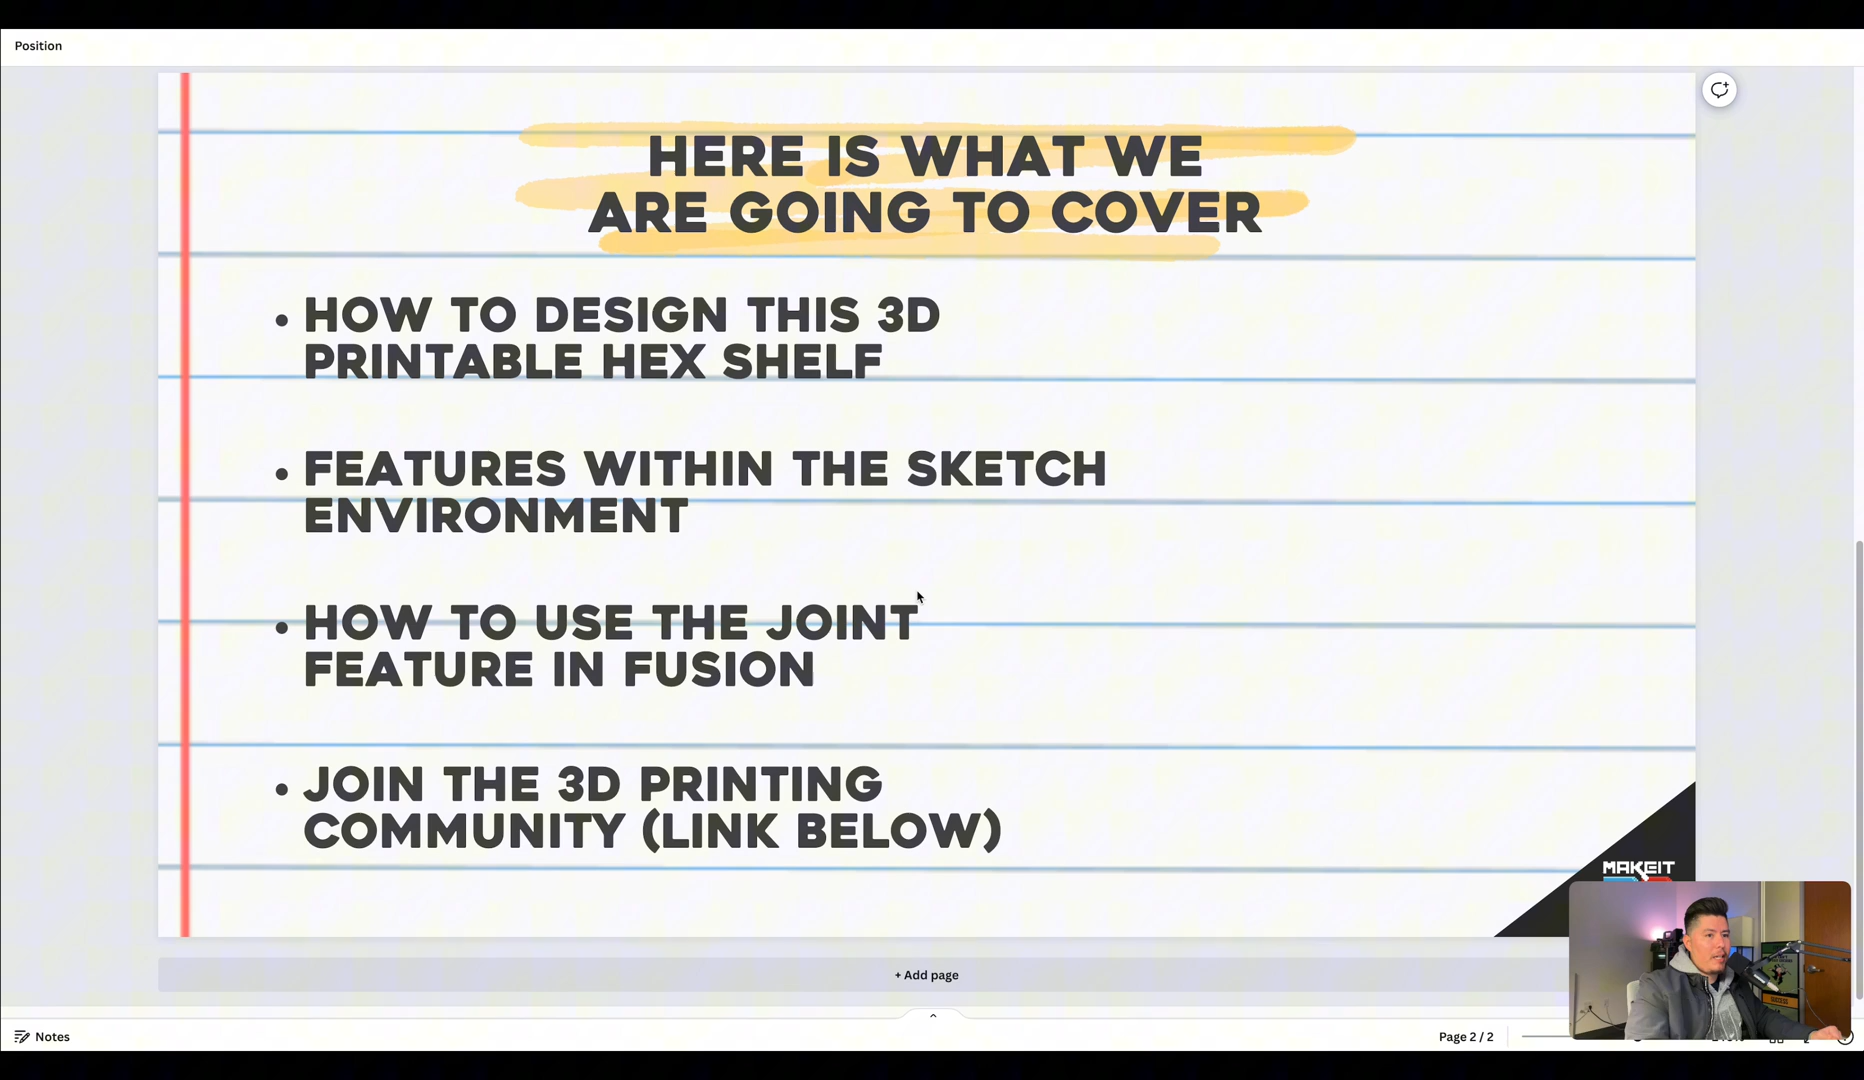 Position
HERE IS WHAT WE
ARE GOING TO COVER
• HOW TO DESIGN THIS 3D
PRINTABLE HEX SHELF
• FEATURES WITHIN THE SKETCH
ENVIRONMENT
• HOW TO USE THE JOINT
FEATURE IN FUSION
• JOIN THE 3D PRINTING
COMMUNITY (LINK BELOW)
MAKEIT
+ Add page
Notes
Page 2 / 2